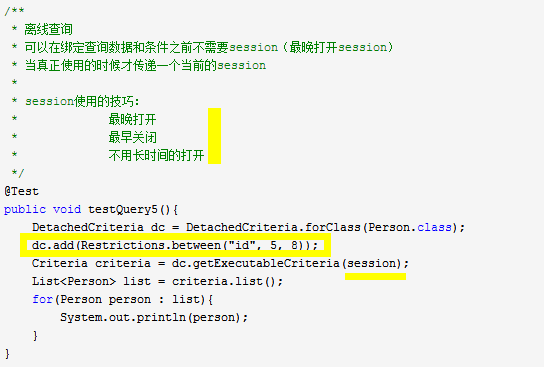 /**
 * 离线查询
 * 可以在绑定查询数据和条件之前不需要session（最晚打开session）
 * 当真正使用的时候才传递一个当前的session
 *
 * session使用的技巧:
 *             最晚打开
 *             最早关闭
 *             不用长时间的打开
 */
@Test
public void testQuery5(){
    DetachedCriteria dc = DetachedCriteria.forClass(Person.class);
    dc.add(Restrictions.between("id", 5, 8));
    Criteria criteria = dc.getExecutableCriteria(session);
    List<Person> list = criteria.list();
    for(Person person : list){
        System.out.println(person);
    }
}